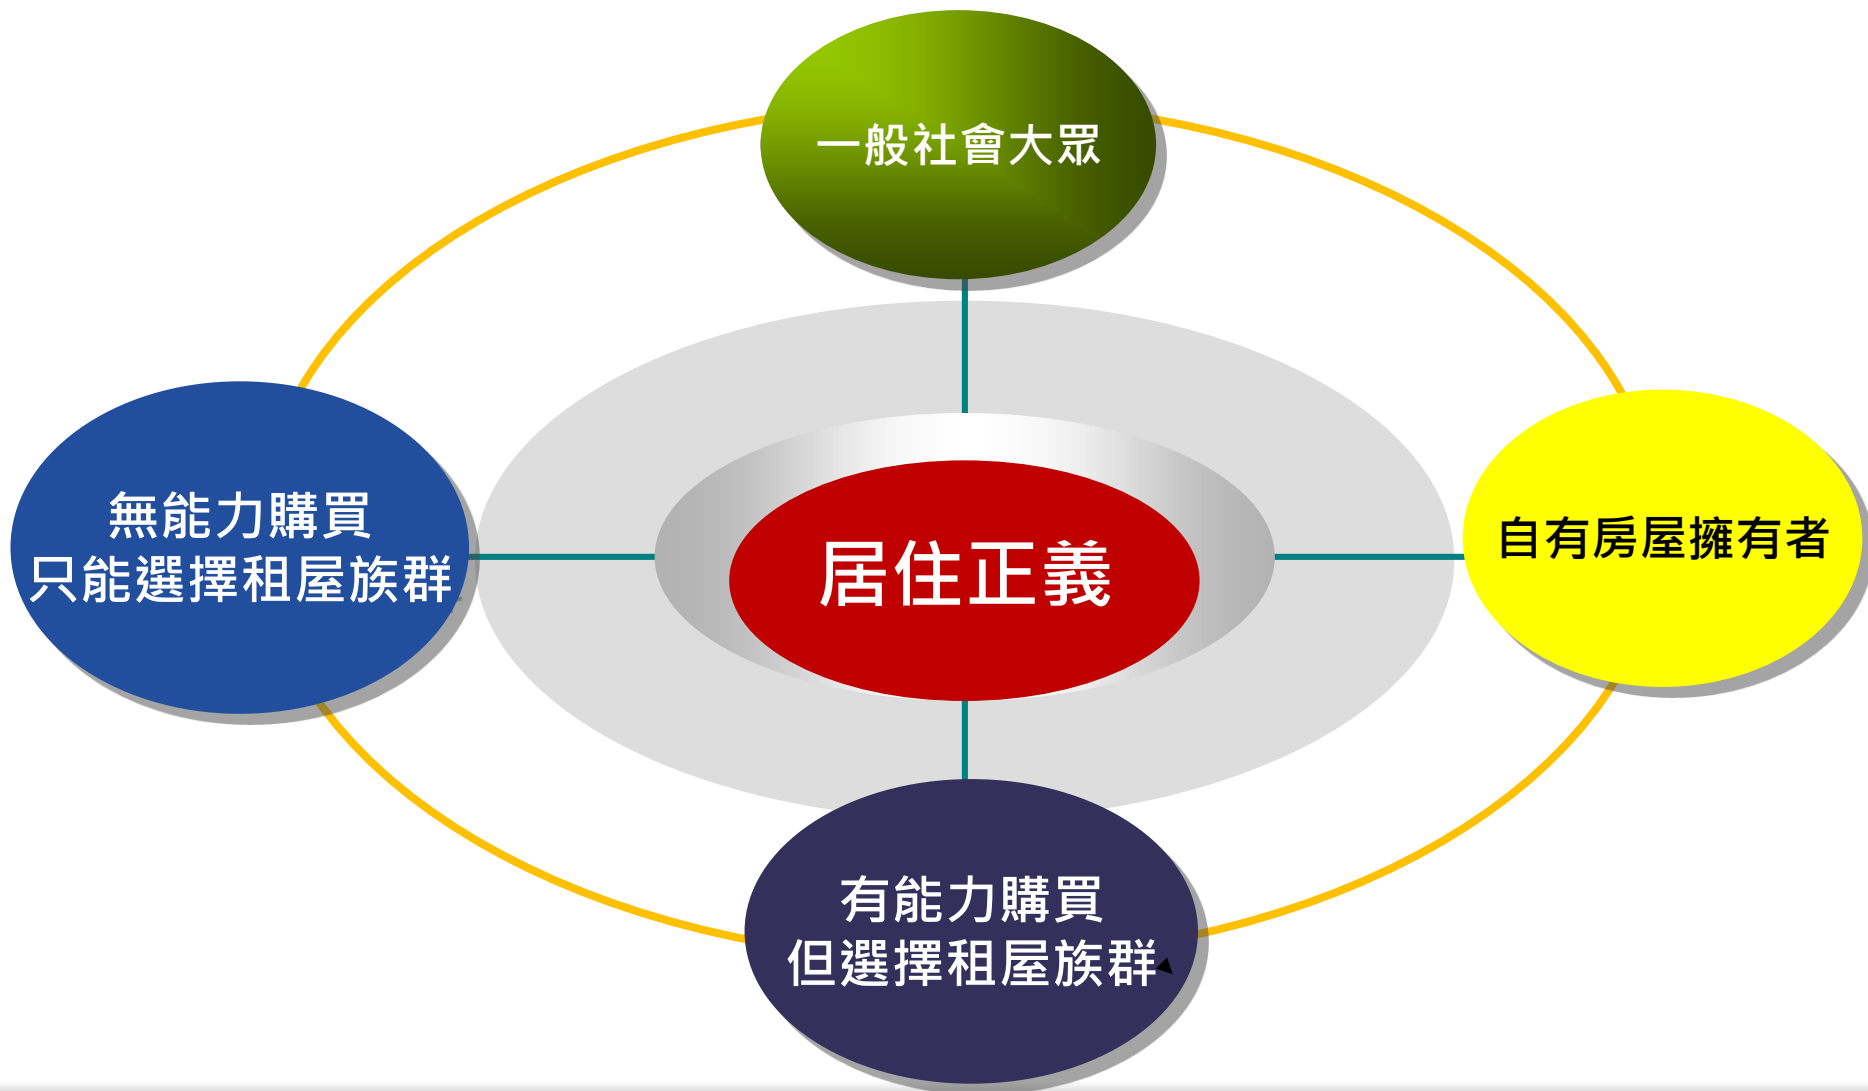 一般社會大眾
無能力購買
只能選擇租屋族群
居住正義
自有房屋擁有者
有能力購買
但選擇租屋族群